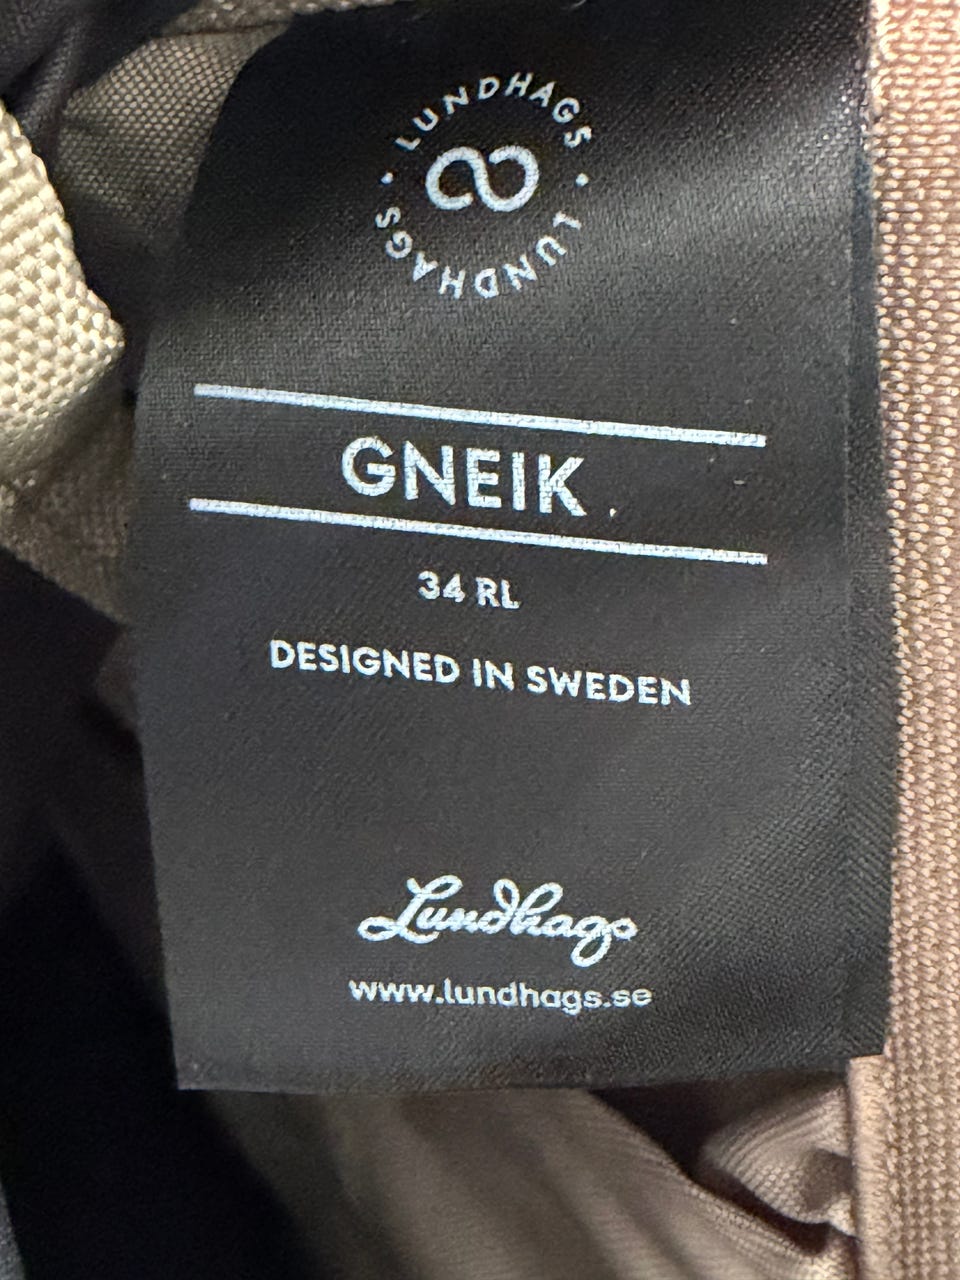 LUNDHAGS · LUNDHAGS ·
GNEIK
34 RL
DESIGNED IN SWEDEN
Lundhags
www.lundhags.se